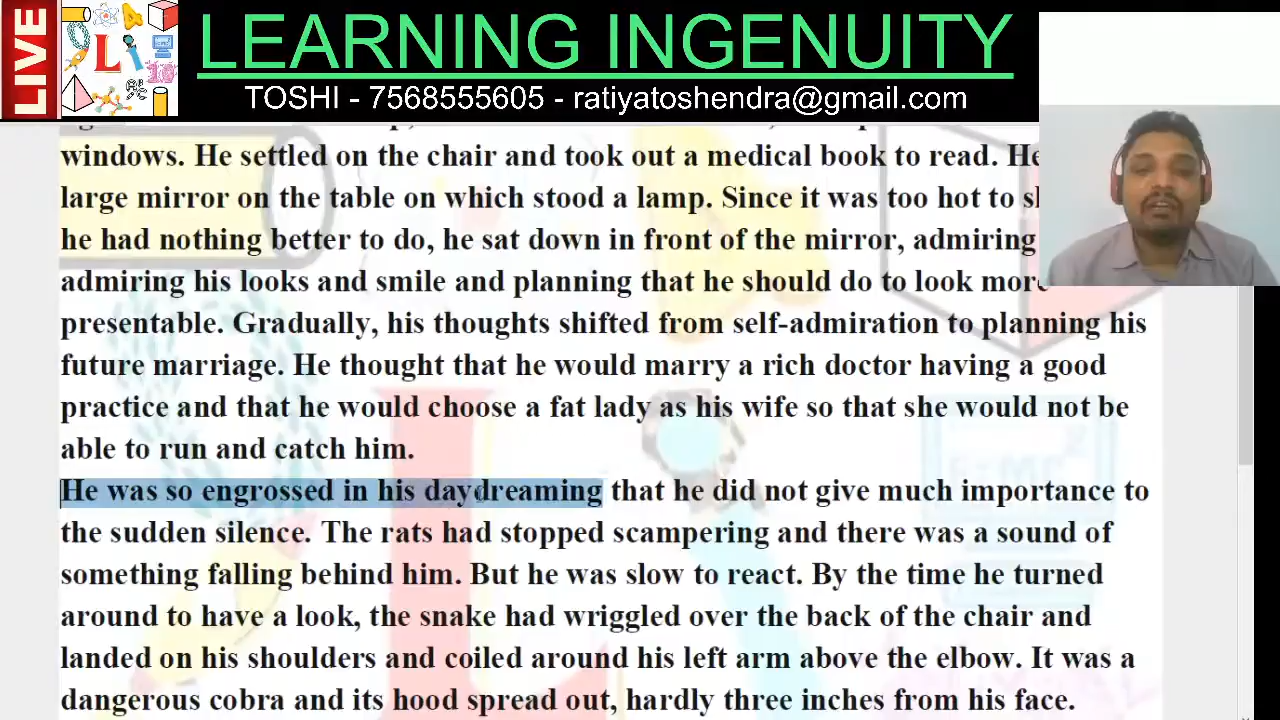 LIVE
LEARNING INGENUITY
TOSHI - 7568555605 - ratiyatoshendra@gmail.com
windows. He settled on the chair and took out a medical book to read. He
large mirror on the table on which stood a lamp. Since it was too hot to
he had nothing better to do, he sat down in front of the mirror, admiring
admiring his looks and smile and planning that he should do to look more
presentable. Gradually, his thoughts shifted from self-admiration to planning his
future marriage. He thought that he would marry a rich doctor having a good
practice and that he would choose a fat lady as his wife so that she would not be
able to run and catch him.
He was so engrossed in his daydreaming that he did not give much importance to
the sudden silence. The rats had stopped scampering and there was a sound of
something falling behind him. But he was slow to react. By the time he turned
around to have a look, the snake had wriggled over the back of the chair and
landed on his shoulders and coiled around his left arm above the elbow. It was a
dangerous cobra and its hood spread out, hardly three inches from his face.